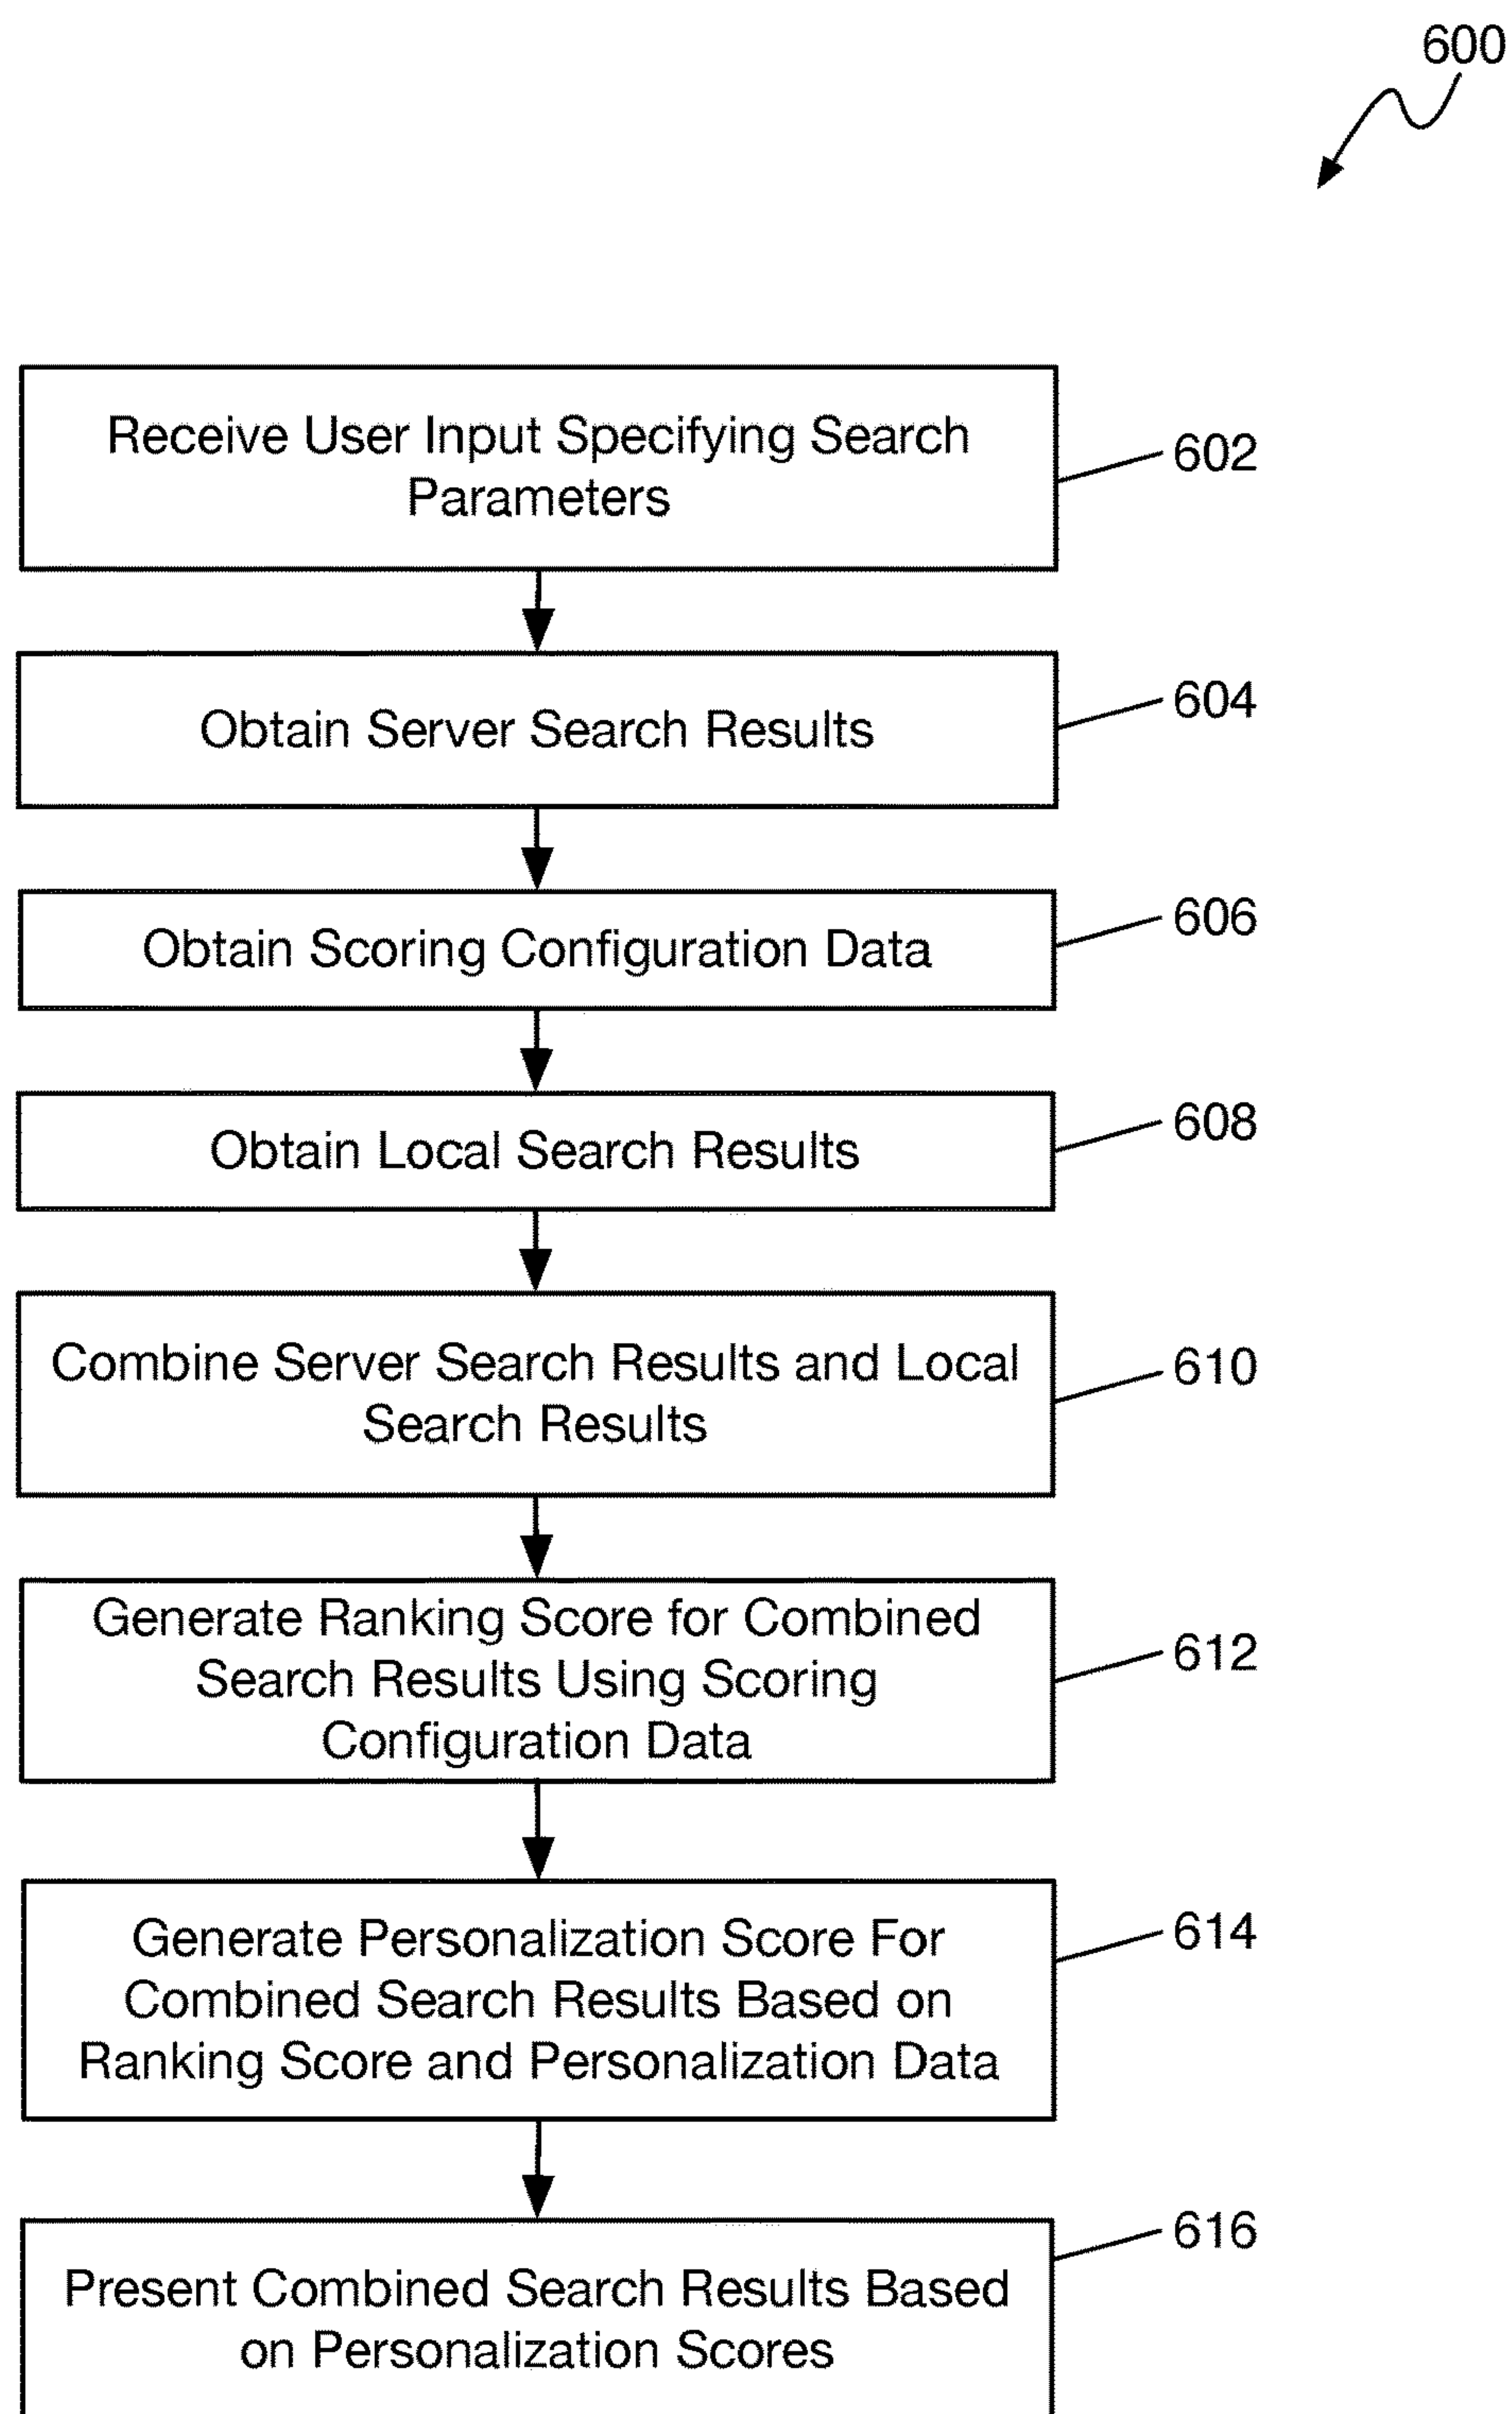 600
Receive User Input Specifying Search
Parameters
602
Obtain Server Search Results
604
Obtain Scoring Configuration Data
606
Obtain Local Search Results
608
Combine Server Search Results and Local
Search Results
610
Generate Ranking Score for Combined
Search Results Using Scoring
Configuration Data
612
Generate Personalization Score For
Combined Search Results Based on
Ranking Score and Personalization Data
614
Present Combined Search Results Based
on Personalization Scores
616